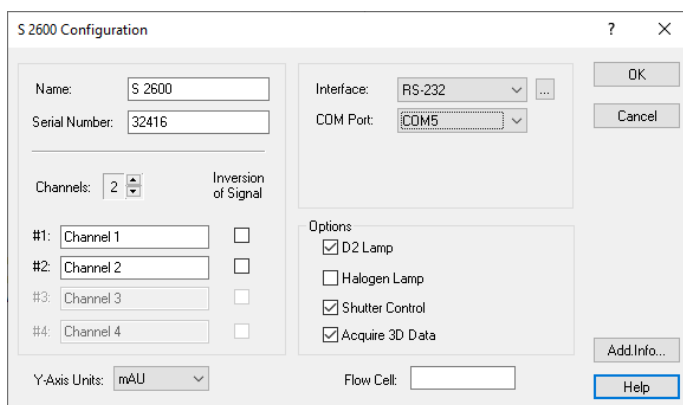 S 2600 Configuration
Name: S 2600
Serial Number: 32416
Channels: 2
Inversion of Signal
#1: Channel 1
#2: Channel 2
#3: Channel 3
#4: Channel 4
Y-Axis Units: mAU
Interface: RS-232 ...
COM Port: COM5
Options
D2 Lamp
Halogen Lamp
Shutter Control
Acquire 3D Data
Flow Cell:
?
OK
Cancel
Add.Info...
Help